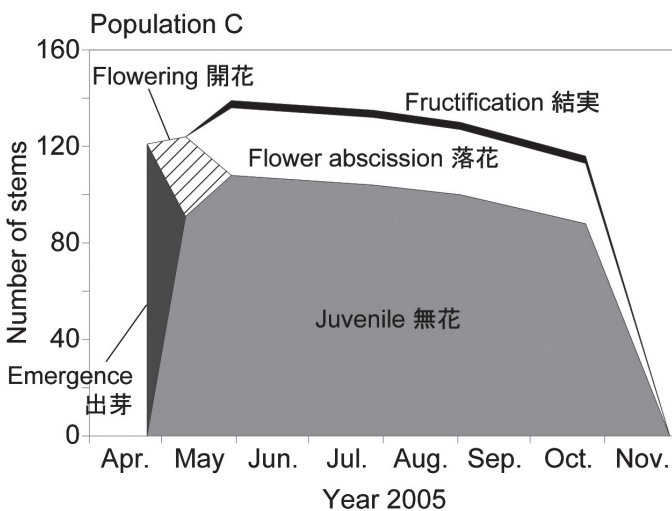 Population C
160
Flowering 開花
Fructification 結実
120
Flower abscission 落花
Number of stems
80
Juvenile 無花
40
Emergence
出芽
0
Apr. May Jun. Jul. Aug. Sep. Oct. Nov.
Year 2005